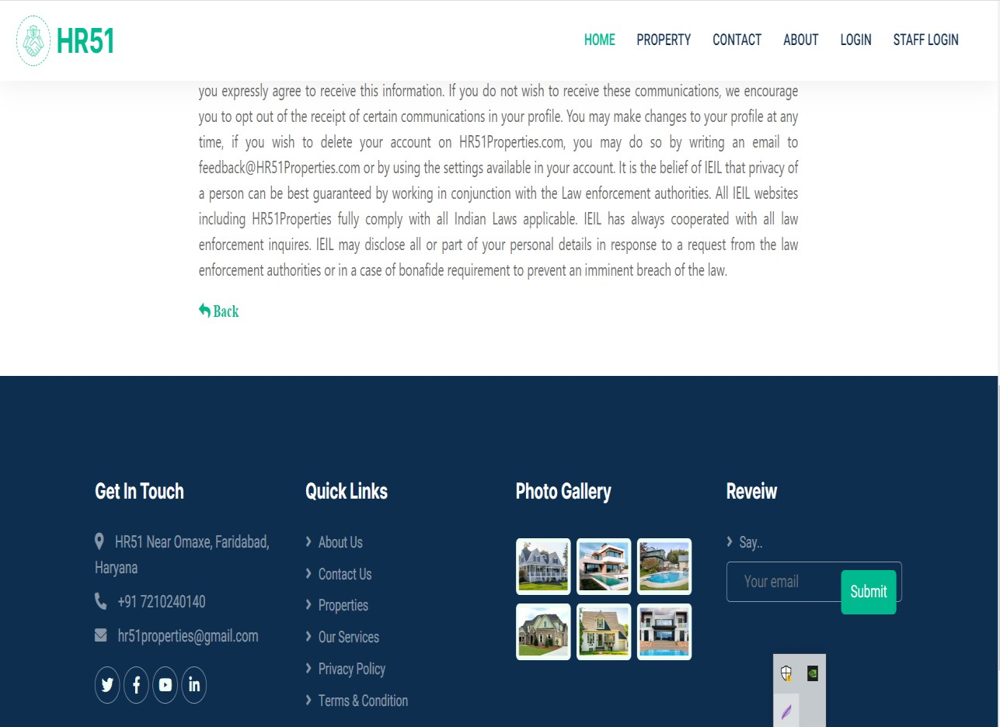 HR51
HOME PROPERTY CONTACT ABOUT LOGIN STAFF LOGIN
you expressly agree to receive this information. If you do not wish to receive these communications, we encourage
you to opt out of the receipt of certain communications in your profile. You may make changes to your profile at any
time, if you wish to delete your account on HR51Properties.com, you may do so by writing an email to
feedback@HR51Properties.com or by using the settings available in your account. It is the belief of IEIL that privacy of
a person can be best guaranteed by working in conjunction with the Law enforcement authorities. All IEIL websites
including HR51Properties fully comply with all Indian Laws applicable. IEIL has always cooperated with all law
enforcement inquires. IEIL may disclose all or part of your personal details in response to a request from the law
enforcement authorities or in a case of bonafide requirement to prevent an imminent breach of the law.
Back
Get In Touch
HR51 Near Omaxe, Faridabad,
Haryana
+91 7210240140
hr51properties@gmail.com
Quick Links
About Us
Contact Us
Properties
Our Services
Privacy Policy
Terms & Condition
Photo Gallery
Reveiw
Say..
Your email
Submit